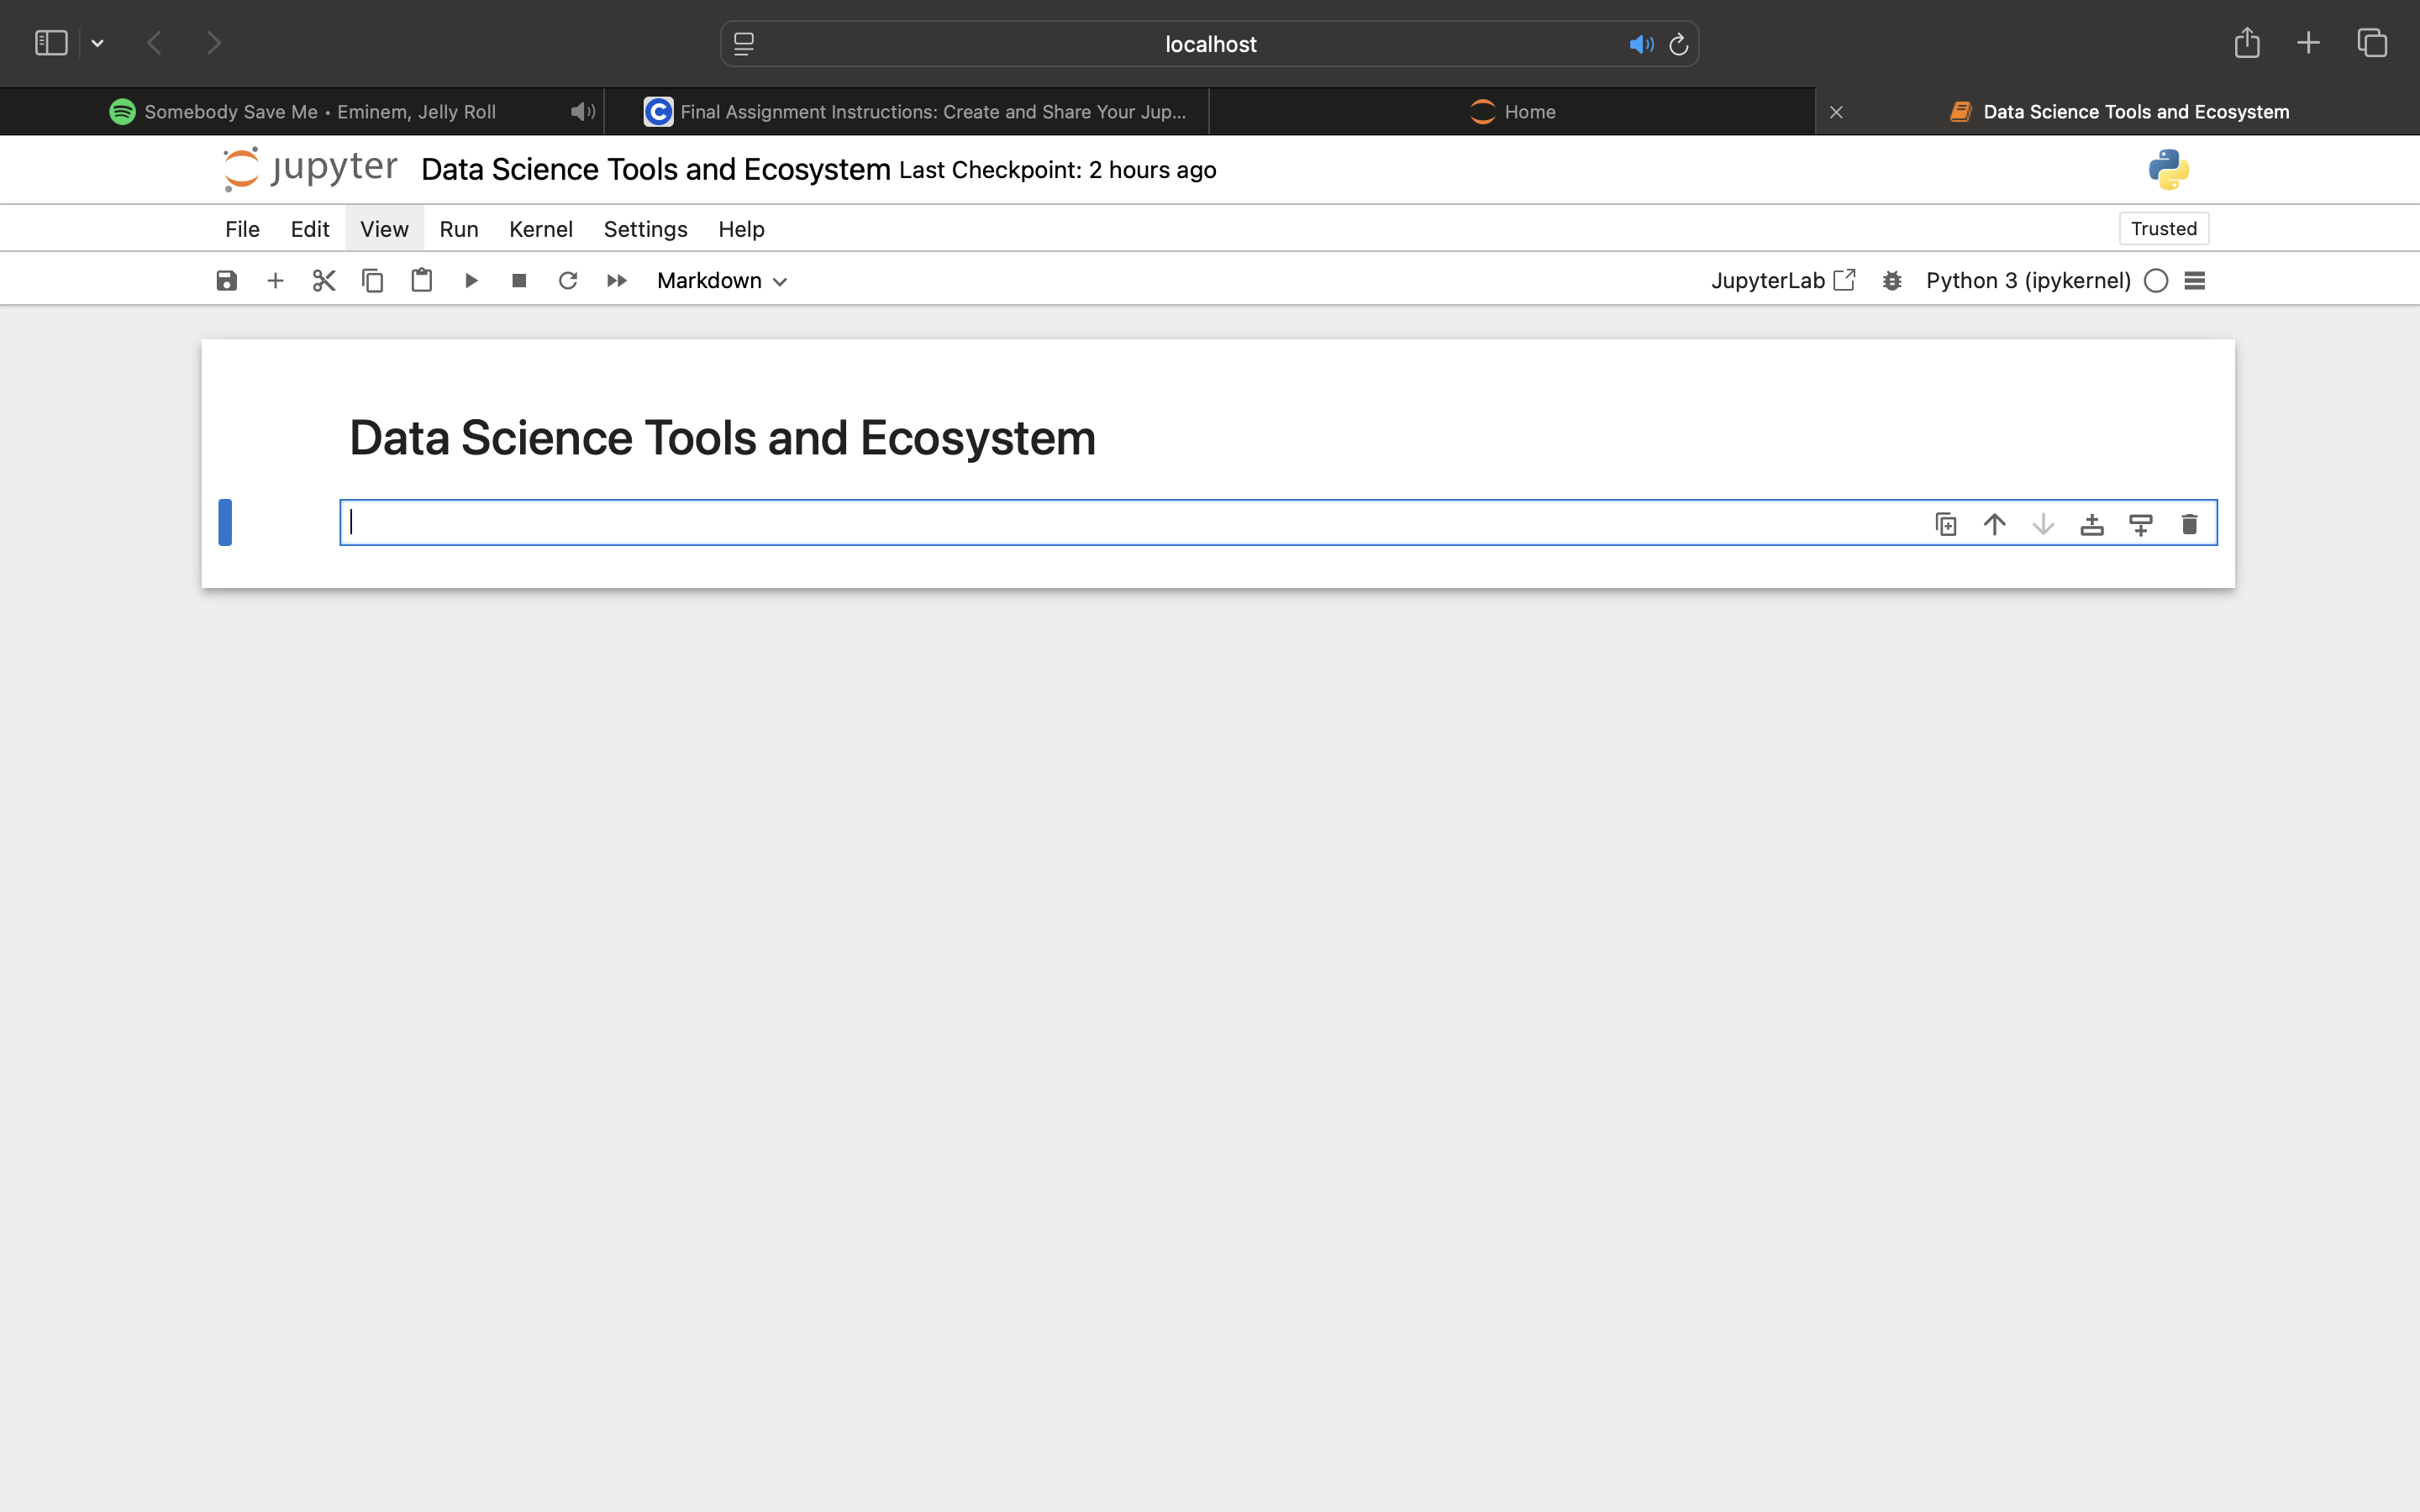 localhost
Somebody Save Me • Eminem, Jelly Roll
Final Assignment Instructions: Create and Share Your Jup...
Home
Data Science Tools and Ecosystem
jupyter Data Science Tools and Ecosystem Last Checkpoint: 2 hours ago
File Edit View Run Kernel Settings Help Trusted
Markdown JupyterLab Python 3 (ipykernel)
Data Science Tools and Ecosystem